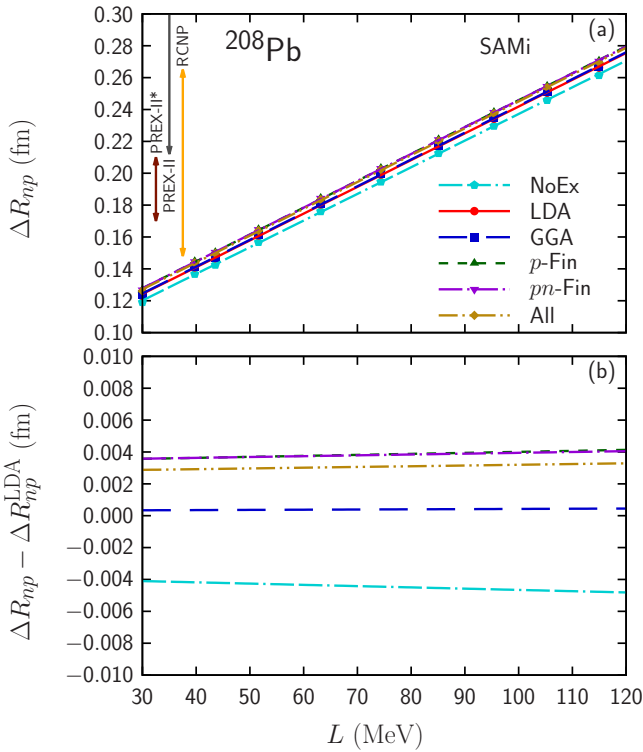 0.30
0.28
0.26
0.24
0.22
0.20
0.18
0.16
0.14
0.12
0.10
ΔRnp (fm)
(a)
208Pb
SAMi
RCNP
PREX-II*
PREX-II
NoEx
LDA
GGA
p-Fin
pn-Fin
All
0.010
0.008
0.006
0.004
0.002
0.000
−0.002
−0.004
−0.006
−0.008
−0.010
ΔRnp − ΔRnp^LDA (fm)
(b)
30 40 50 60 70 80 90 100 110 120
L (MeV)